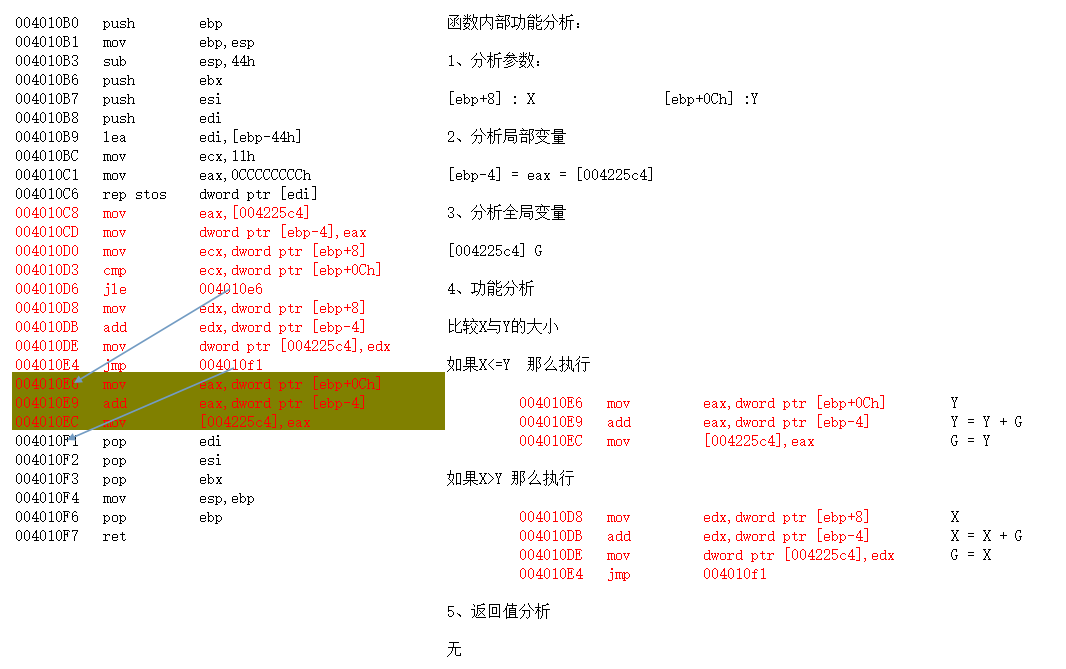 004010B0 push ebp
004010B1 mov ebp,esp
004010B3 sub esp,44h
004010B6 push ebx
004010B7 push esi
004010B8 push edi
004010B9 lea edi,[ebp-44h]
004010BC mov ecx,11h
004010C1 mov eax,0CCCCCCCCh
004010C6 rep stos dword ptr [edi]
004010C8 mov eax,[004225c4]
004010CD mov dword ptr [ebp-4],eax
004010D0 mov ecx,dword ptr [ebp+8]
004010D3 cmp ecx,dword ptr [ebp+0Ch]
004010D6 jle 004010e6
004010D8 mov edx,dword ptr [ebp+8]
004010DB add edx,dword ptr [ebp-4]
004010DE mov dword ptr [004225c4],edx
004010E4 jmp 004010f1
004010E6 mov eax,dword ptr [ebp+0Ch]
004010E9 add eax,dword ptr [ebp-4]
004010EC mov [004225c4],eax
004010F1 pop edi
004010F2 pop esi
004010F3 pop ebx
004010F4 mov esp,ebp
004010F6 pop ebp
004010F7 ret
函数内部功能分析：
1、分析参数：
[ebp+8] : X [ebp+0Ch] :Y
2、分析局部变量
[ebp-4] = eax = [004225c4]
3、分析全局变量
[004225c4] G
4、功能分析
比较X与Y的大小
如果X<=Y 那么执行
004010E6 mov eax,dword ptr [ebp+0Ch] Y
004010E9 add eax,dword ptr [ebp-4] Y = Y + G
004010EC mov [004225c4],eax G = Y
如果X>Y 那么执行
004010D8 mov edx,dword ptr [ebp+8] X
004010DB add edx,dword ptr [ebp-4] X = X + G
004010DE mov dword ptr [004225c4],edx G = X
004010E4 jmp 004010f1
5、返回值分析
无